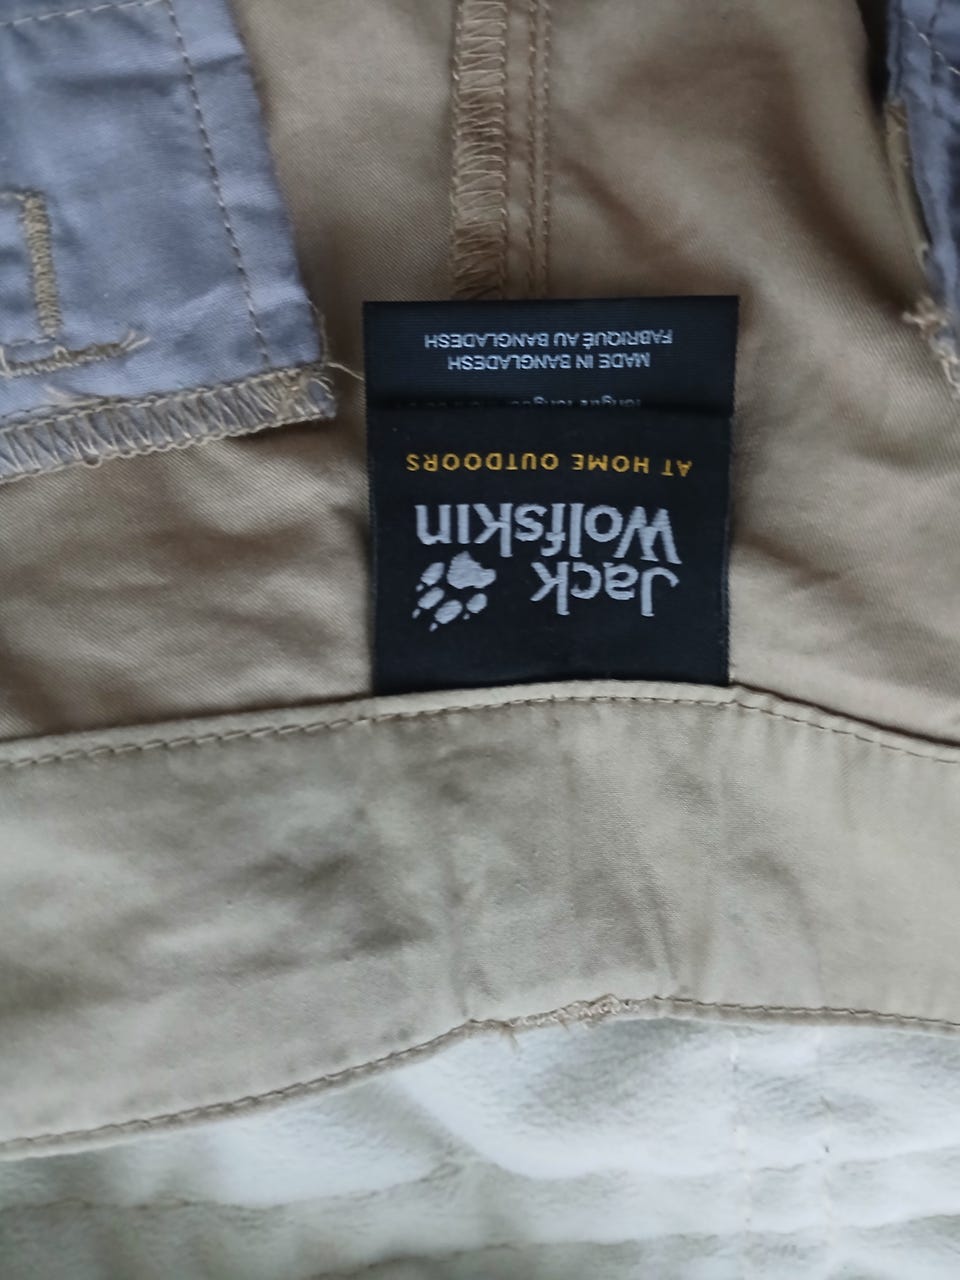 Jack
Wolfskin
AT HOME OUTDOORS
MADE IN BANGLADESH
FABRIQUÉ AU BANGLADESH